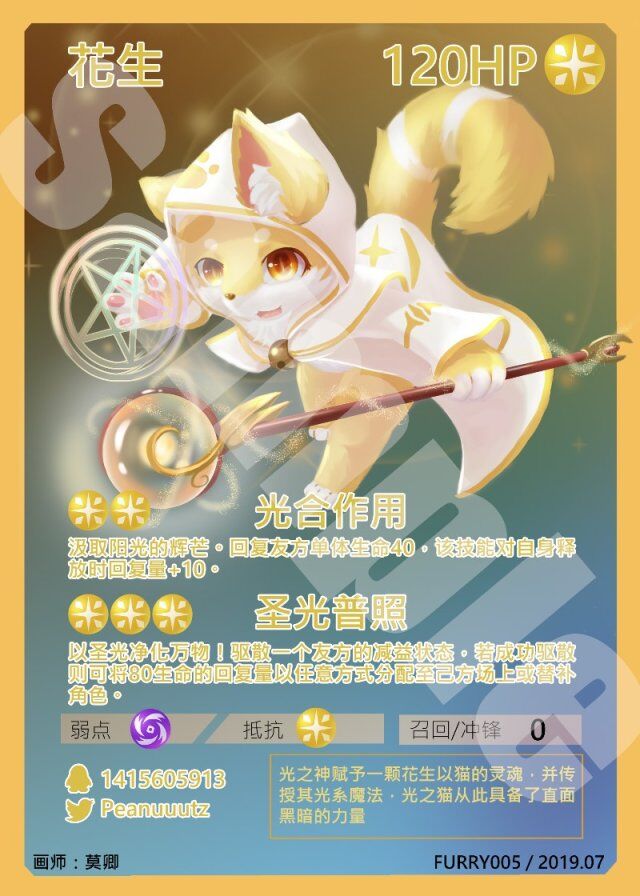 花生 120HP
光合作用
汲取阳光的辉芒。回复友方单体生命40，该技能对自身释
放时回复量+10。
圣光普照
以圣光净化万物！驱散一个友方的减益状态，若成功驱散
则可将80生命的回复量以任意方式分配至己方场上或替补
角色。
弱点 抵抗 召回/冲锋 0
1415605913
Peanuuutz
光之神赋予一颗花生以猫的灵魂，并传
授其光系魔法，光之猫从此具备了直面
黑暗的力量
画师：莫卿 FURRY005 / 2019.07